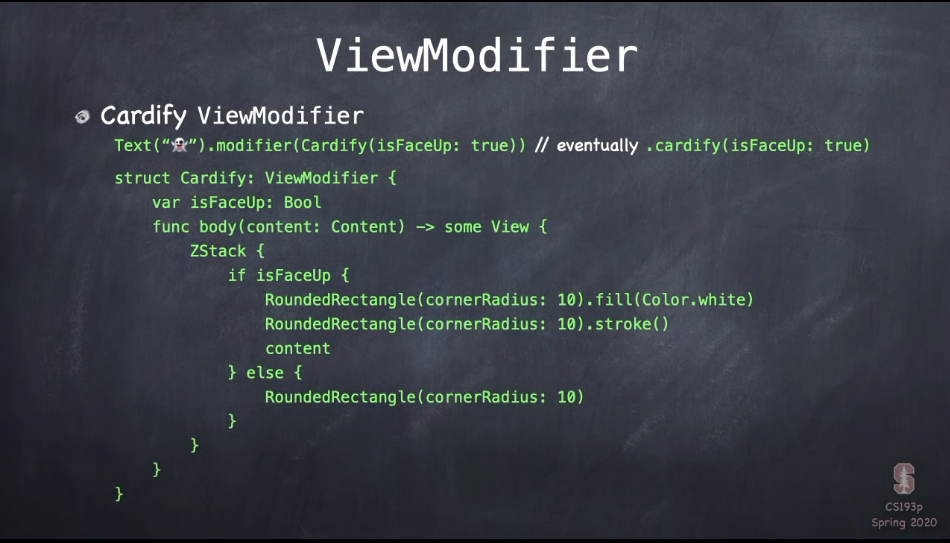 ViewModifier
Cardify ViewModifier
Text(“👻”).modifier(Cardify(isFaceUp: true)) // eventually .cardify(isFaceUp: true)
struct Cardify: ViewModifier {
    var isFaceUp: Bool
    func body(content: Content) -> some View {
        ZStack {
            if isFaceUp {
                RoundedRectangle(cornerRadius: 10).fill(Color.white)
                RoundedRectangle(cornerRadius: 10).stroke()
                content
            } else {
                RoundedRectangle(cornerRadius: 10)
            }
        }
    }
}
CS193p
Spring 2020